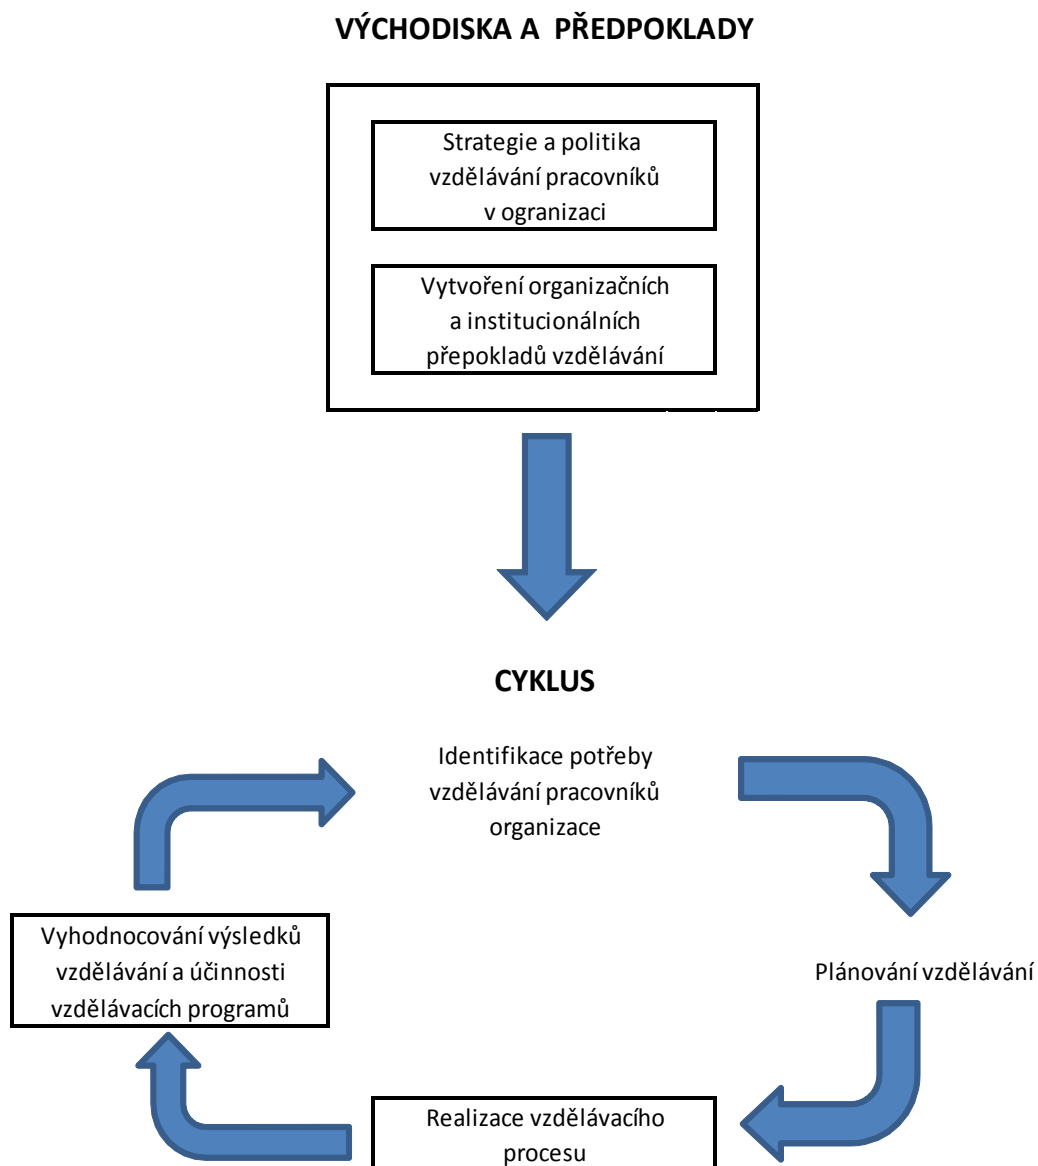 VÝCHODISKA A PŘEDPOKLADY
Strategie a politika
vzdělávání pracovníků
v ogranizaci
Vytvoření organizačních
a institucionálních
přepokladů vzdělávání
CYKLUS
Identifikace potřeby
vzdělávání pracovníků
organizace
Vyhodnocování výsledků
vzdělávání a účinnosti
vzdělávacích programů
Plánování vzdělávání
Realizace vzdělávacího
procesu